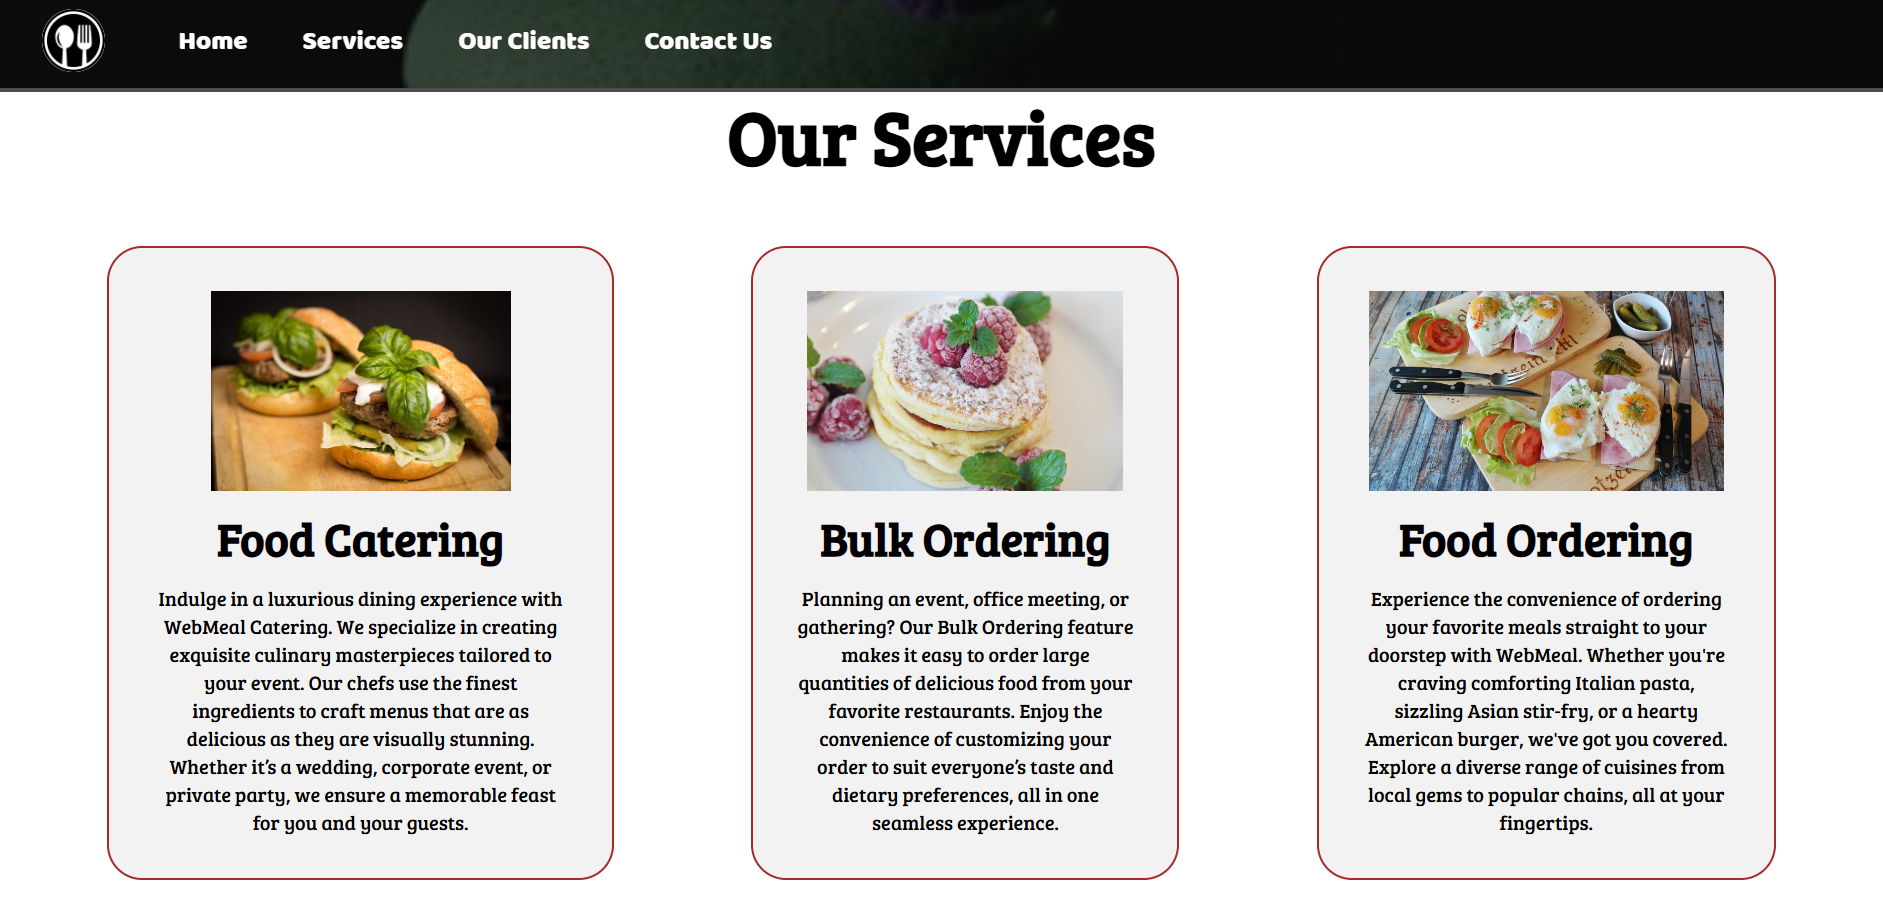 Home Services Our Clients Contact Us
Our Services
Food Catering
Indulge in a luxurious dining experience with
WebMeal Catering. We specialize in creating
exquisite culinary masterpieces tailored to
your event. Our chefs use the finest
ingredients to craft menus that are as
delicious as they are visually stunning.
Whether it’s a wedding, corporate event, or
private party, we ensure a memorable feast
for you and your guests.
Bulk Ordering
Planning an event, office meeting, or
gathering? Our Bulk Ordering feature
makes it easy to order large
quantities of delicious food from your
favorite restaurants. Enjoy the
convenience of customizing your
order to suit everyone’s taste and
dietary preferences, all in one
seamless experience.
Food Ordering
Experience the convenience of ordering
your favorite meals straight to your
doorstep with WebMeal. Whether you're
craving comforting Italian pasta,
sizzling Asian stir-fry, or a hearty
American burger, we've got you covered.
Explore a diverse range of cuisines from
local gems to popular chains, all at your
fingertips.